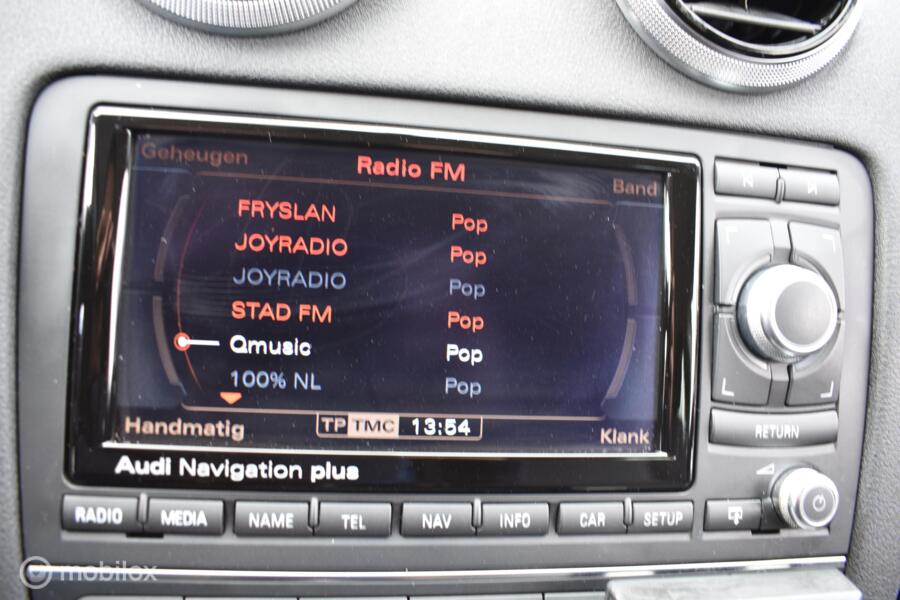 Geheugen
Radio FM
Band
FRYSLAN Pop
JOYRADIO Pop
JOYRADIO Pop
STAD FM Pop
Qmusic Pop
100% NL Pop
Handmatig
TP TMC 13:54
Klank
Audi Navigation plus
RETURN
RADIO MEDIA NAME TEL NAV INFO CAR SETUP
mobilox